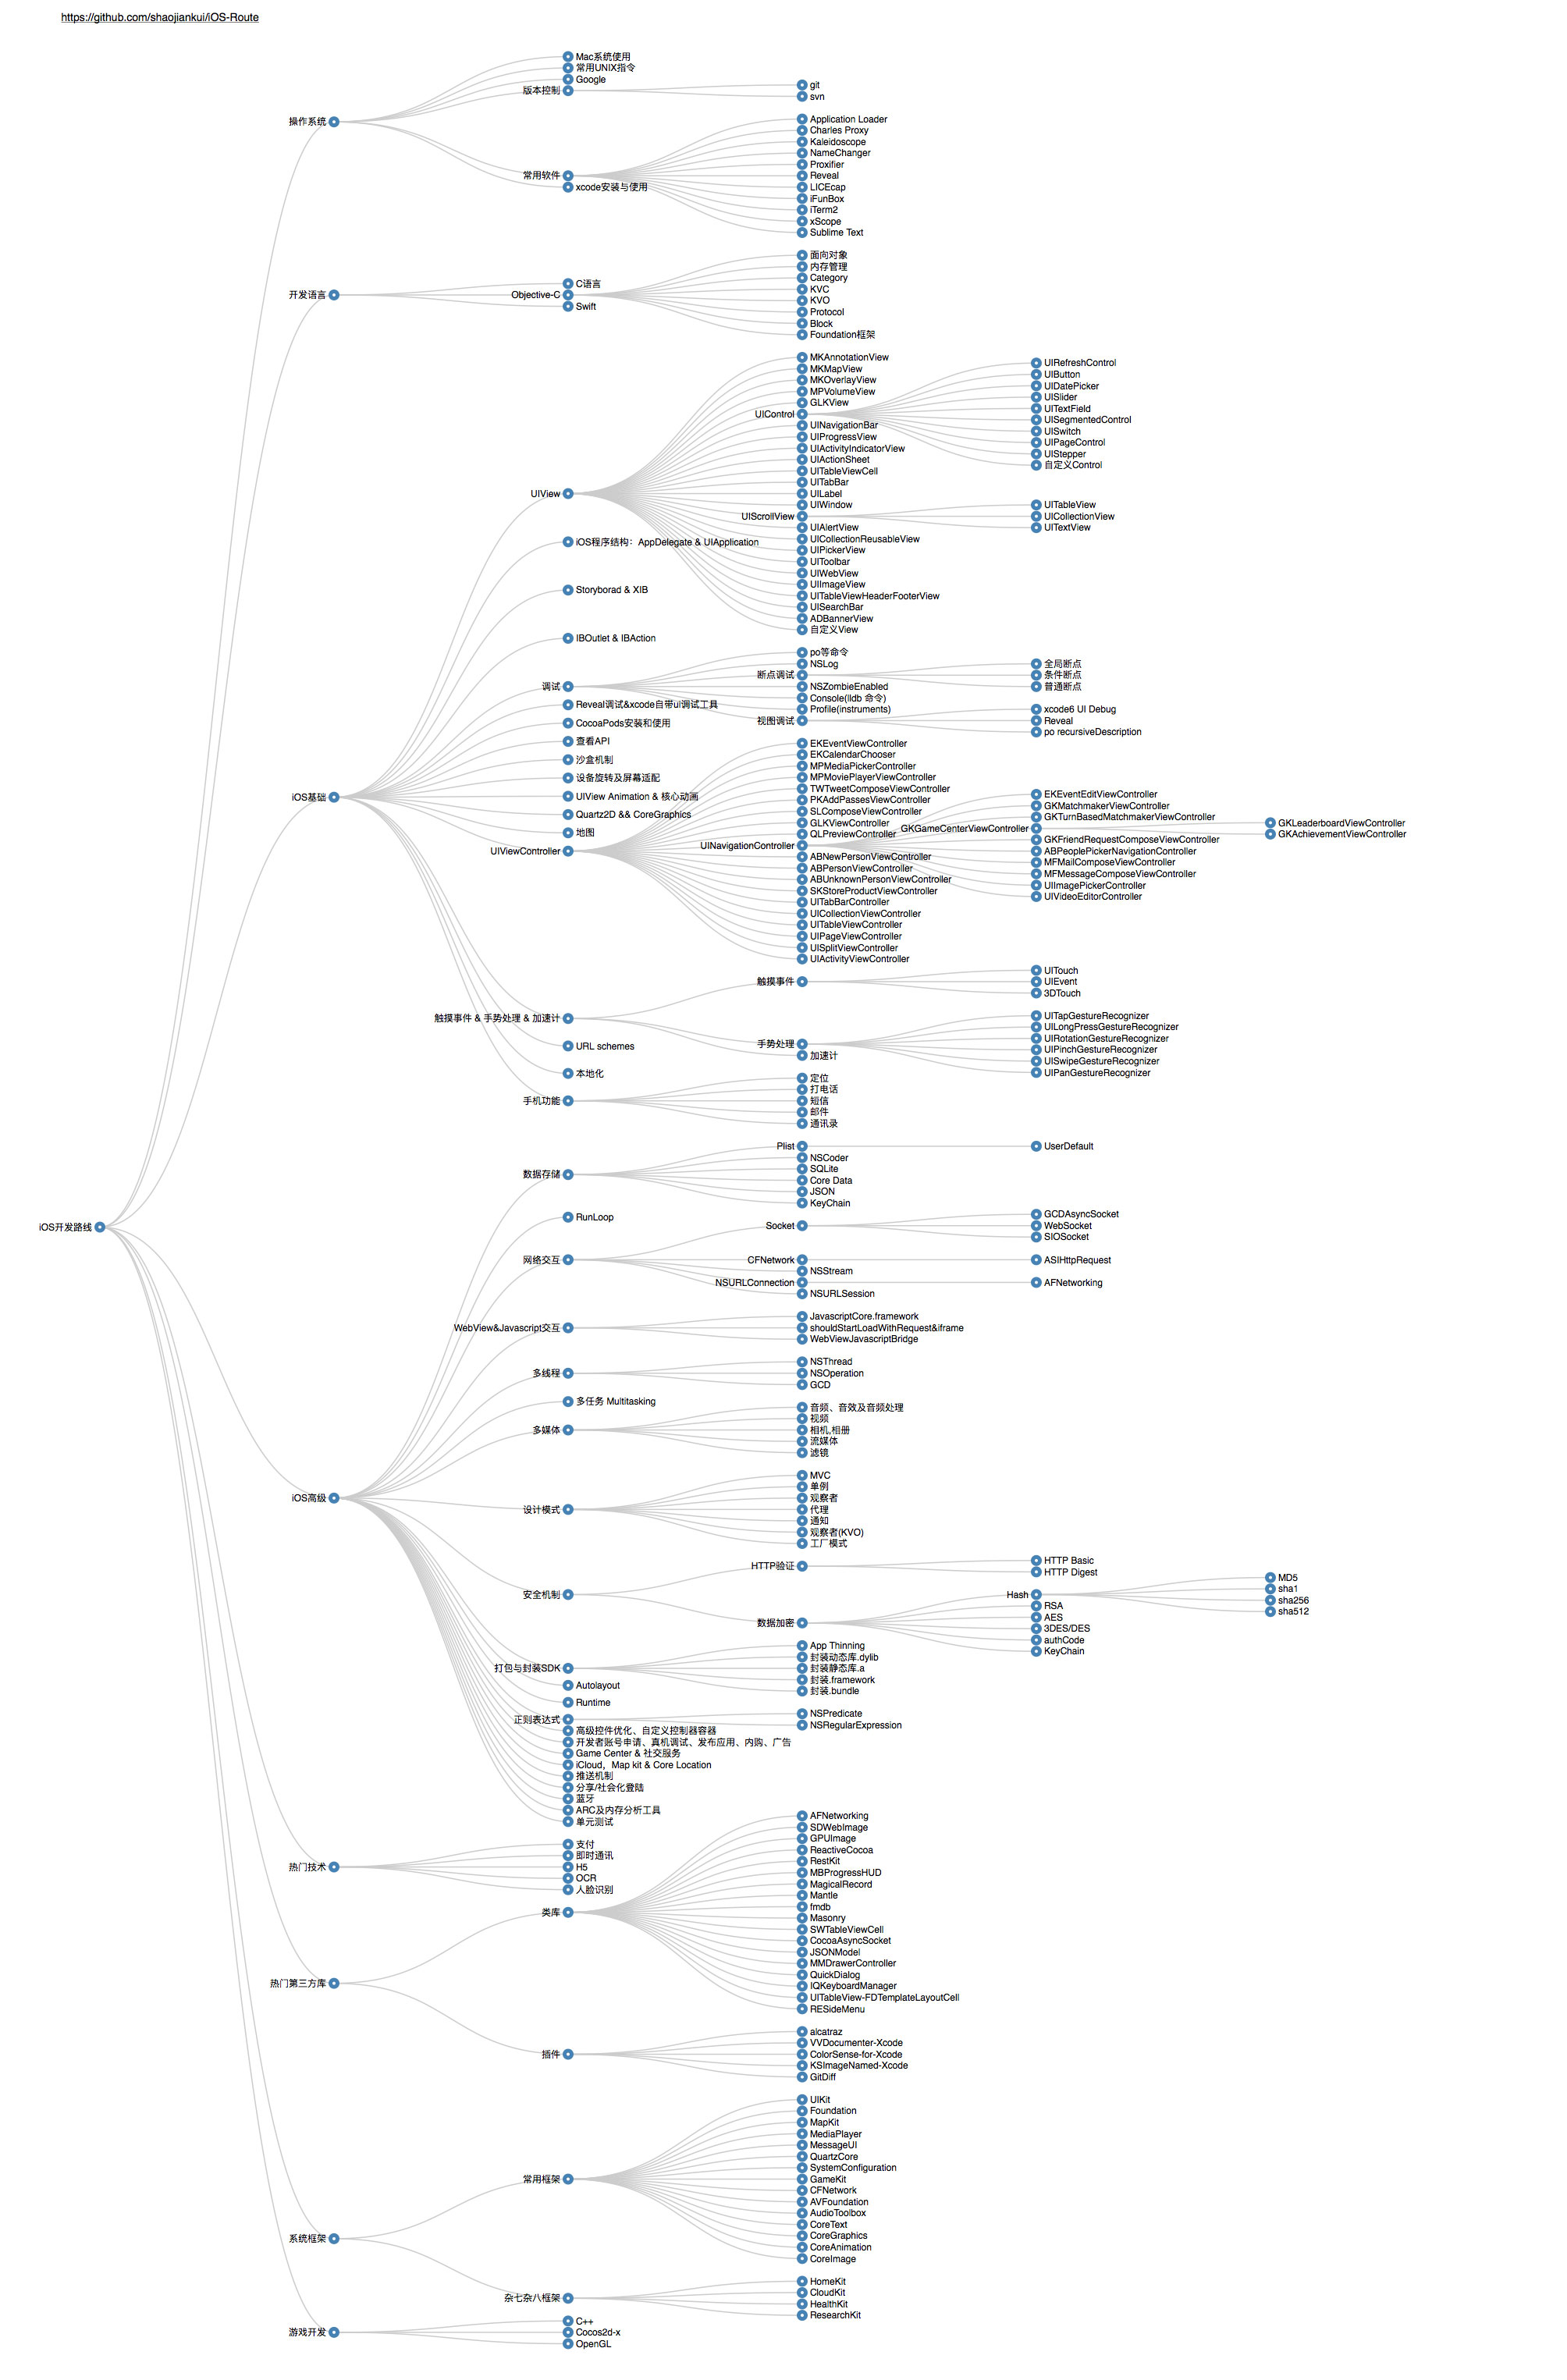 https://github.com/shaojiankui/iOS-Route
iOS开发路线
操作系统
Mac系统使用
常用UNIX指令
Google
版本控制
git
svn
常用软件
Application Loader
Charles Proxy
Kaleidoscope
NameChanger
Proxifier
Reveal
LICEcap
iFunBox
iTerm2
xScope
Sublime Text
xcode安装与使用
开发语言
C语言
Objective-C
面向对象
内存管理
Category
KVC
KVO
Protocol
Block
Foundation框架
Swift
iOS基础
UIView
MKAnnotationView
MKMapView
MKOverlayView
MPVolumeView
GLKView
UIControl
UIRefreshControl
UIButton
UIDatePicker
UISlider
UITextField
UISegmentedControl
UISwitch
UIPageControl
UIStepper
自定义Control
UINavigationBar
UIProgressView
UIActivityIndicatorView
UIActionSheet
UITableViewCell
UITabBar
UILabel
UIWindow
UIScrollView
UITableView
UICollectionView
UITextView
UIAlertView
UICollectionReusableView
UIPickerView
UIToolbar
UIWebView
UIImageView
UITableViewHeaderFooterView
UISearchBar
ADBannerView
自定义View
iOS程序结构：AppDelegate & UIApplication
Storyborad & XIB
IBOutlet & IBAction
调试
po等命令
NSLog
断点调试
全局断点
条件断点
普通断点
NSZombieEnabled
Console(lldb 命令)
Profile(instruments)
视图调试
xcode6 UI Debug
Reveal
po recursiveDescription
Reveal调试&xcode自带ui调试工具
CocoaPods安装和使用
查看API
沙盒机制
设备旋转及屏幕适配
UIView Animation & 核心动画
Quartz2D && CoreGraphics
地图
UIViewController
EKEventViewController
EKCalendarChooser
MPMediaPickerController
MPMoviePlayerViewController
TWTweetComposeViewController
PKAddPassesViewController
SLComposeViewController
GLKViewController
QLPreviewController
UINavigationController
EKEventEditViewController
GKMatchmakerViewController
GKTurnBasedMatchmakerViewController
GKGameCenterViewController
GKLeaderboardViewController
GKAchievementViewController
GKFriendRequestComposeViewController
ABPeoplePickerNavigationController
MFMailComposeViewController
MFMessageComposeViewController
UIImagePickerController
UIVideoEditorController
ABNewPersonViewController
ABPersonViewController
ABUnknownPersonViewController
SKStoreProductViewController
UITabBarController
UICollectionViewController
UITableViewController
UIPageViewController
UISplitViewController
UIActivityViewController
触摸事件 & 手势处理 & 加速计
触摸事件
UITouch
UIEvent
3DTouch
手势处理
UITapGestureRecognizer
UILongPressGestureRecognizer
UIRotationGestureRecognizer
UIPinchGestureRecognizer
UISwipeGestureRecognizer
UIPanGestureRecognizer
加速计
URL schemes
本地化
手机功能
定位
打电话
短信
邮件
通讯录
iOS高级
数据存储
Plist
UserDefault
NSCoder
SQLite
Core Data
JSON
KeyChain
RunLoop
网络交互
Socket
GCDAsyncSocket
WebSocket
SIOSocket
CFNetwork
ASIHttpRequest
NSStream
NSURLConnection
AFNetworking
NSURLSession
WebView&Javascript交互
JavascriptCore.framework
shouldStartLoadWithRequest&iframe
WebViewJavascriptBridge
多线程
NSThread
NSOperation
GCD
多任务 Multitasking
多媒体
音频、音效及音频处理
视频
相机,相册
流媒体
滤镜
设计模式
MVC
单例
观察者
代理
通知
观察者(KVO)
工厂模式
安全机制
HTTP验证
HTTP Basic
HTTP Digest
数据加密
Hash
MD5
sha1
sha256
sha512
RSA
AES
3DES/DES
authCode
KeyChain
打包与封装SDK
App Thinning
封装动态库.dylib
封装静态库.a
封装.framework
封装.bundle
Autolayout
Runtime
正则表达式
NSPredicate
NSRegularExpression
高级控件优化、自定义控制器容器
开发者账号申请、真机调试、发布应用、内购、广告
Game Center & 社交服务
iCloud，Map kit & Core Location
推送机制
分享/社会化登陆
蓝牙
ARC及内存分析工具
单元测试
热门技术
支付
即时通讯
H5
OCR
人脸识别
热门第三方库
类库
AFNetworking
SDWebImage
GPUImage
ReactiveCocoa
RestKit
MBProgressHUD
MagicalRecord
Mantle
fmdb
Masonry
SWTableViewCell
CocoaAsyncSocket
JSONModel
MMDrawerController
QuickDialog
IQKeyboardManager
UITableView-FDTemplateLayoutCell
RESideMenu
插件
alcatraz
VVDocumenter-Xcode
ColorSense-for-Xcode
KSImageNamed-Xcode
GitDiff
系统框架
常用框架
UIKit
Foundation
MapKit
MediaPlayer
MessageUI
QuartzCore
SystemConfiguration
GameKit
CFNetwork
AVFoundation
AudioToolbox
CoreText
CoreGraphics
CoreAnimation
CoreImage
杂七杂八框架
HomeKit
CloudKit
HealthKit
ResearchKit
游戏开发
C++
Cocos2d-x
OpenGL